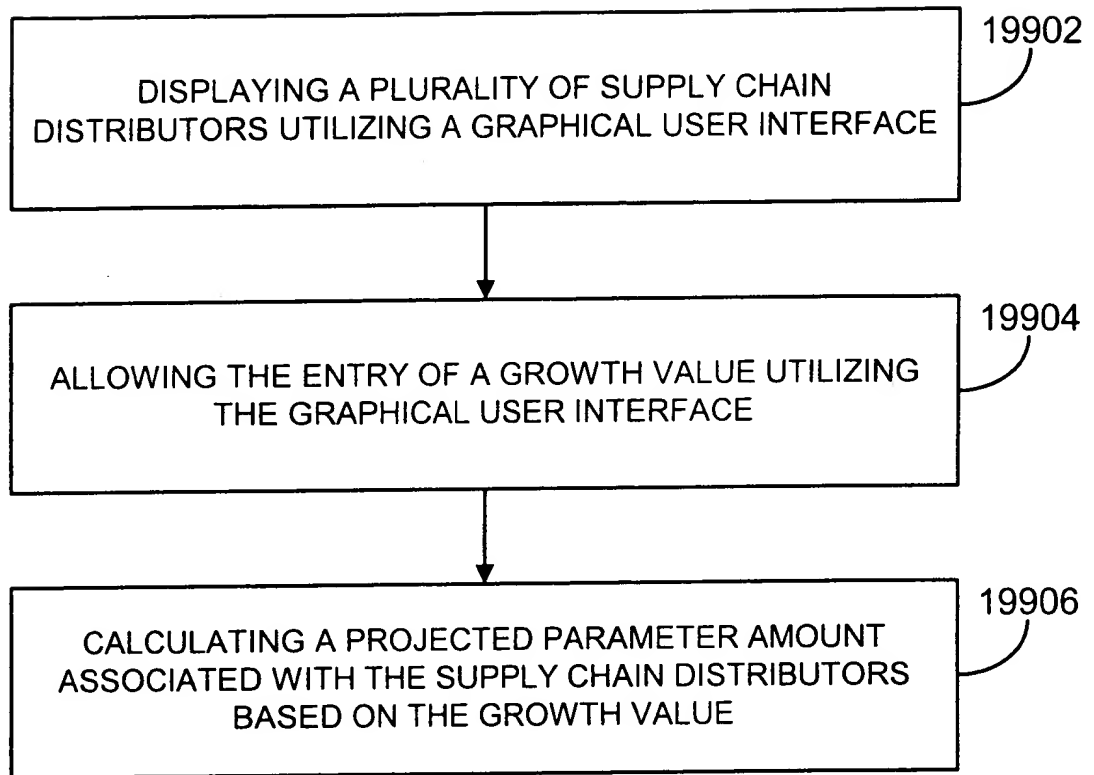 19902
DISPLAYING A PLURALITY OF SUPPLY CHAIN
DISTRIBUTORS UTILIZING A GRAPHICAL USER INTERFACE
19904
ALLOWING THE ENTRY OF A GROWTH VALUE UTILIZING
THE GRAPHICAL USER INTERFACE
19906
CALCULATING A PROJECTED PARAMETER AMOUNT
ASSOCIATED WITH THE SUPPLY CHAIN DISTRIBUTORS
BASED ON THE GROWTH VALUE